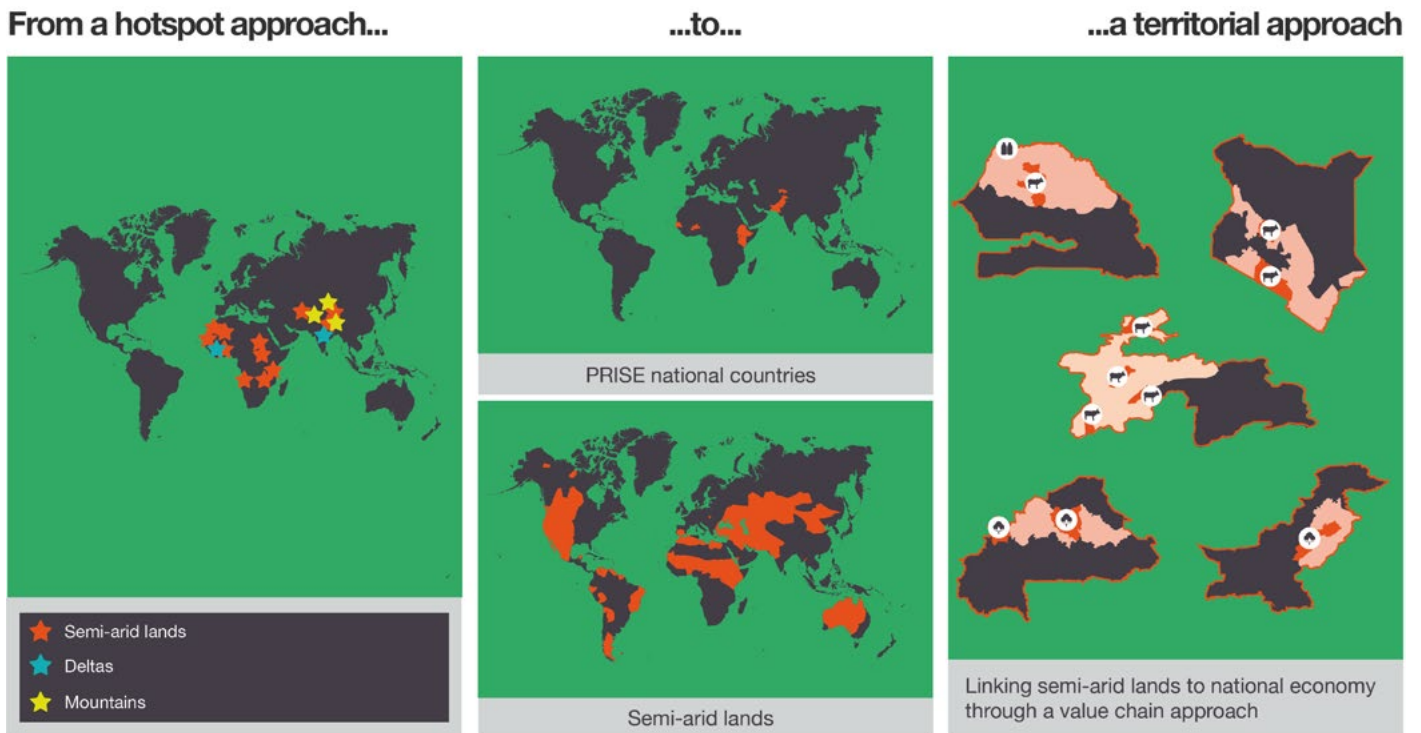 From a hotspot approach...
...to...
...a territorial approach
Semi-arid lands
Deltas
Mountains
PRISE national countries
Semi-arid lands
Linking semi-arid lands to national economy
through a value chain approach